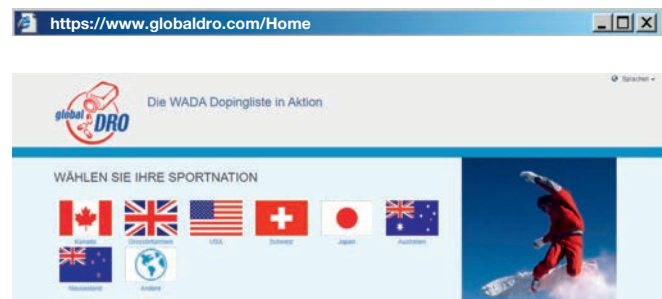 https://www.globaldro.com/Home
Sprachen
global DRO
Die WADA Dopingliste in Aktion
WÄHLEN SIE IHRE SPORTNATION
Kanada Grossbritannien USA Schweiz Japan Australien
Neuseeland Andere